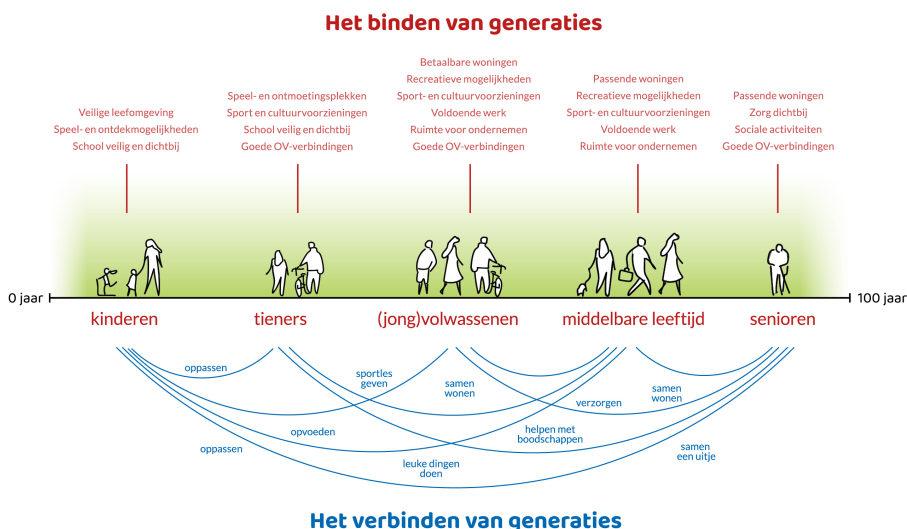 Het binden van generaties
Veilige leefomgeving
Speel- en ontdekmogelijkheden
School veilig en dichtbij
Speel- en ontmoetingsplekken
Sport en cultuurvoorzieningen
School veilig en dichtbij
Goede OV-verbindingen
Betaalbare woningen
Recreatieve mogelijkheden
Sport- en cultuurvoorzieningen
Voldoende werk
Ruimte voor ondernemen
Goede OV-verbindingen
Passende woningen
Recreatieve mogelijkheden
Sport- en cultuurvoorzieningen
Voldoende werk
Ruimte voor ondernemen
Passende woningen
Zorg dichtbij
Sociale activiteiten
Goede OV-verbindingen
0 jaar
100 jaar
kinderen
tieners
(jong)volwassenen
middelbare leeftijd
senioren
oppassen
sportles
geven
samen
wonen
verzorgen
samen
wonen
opvoeden
helpen met
boodschappen
oppassen
leuke dingen
doen
samen
een uitje
Het verbinden van generaties